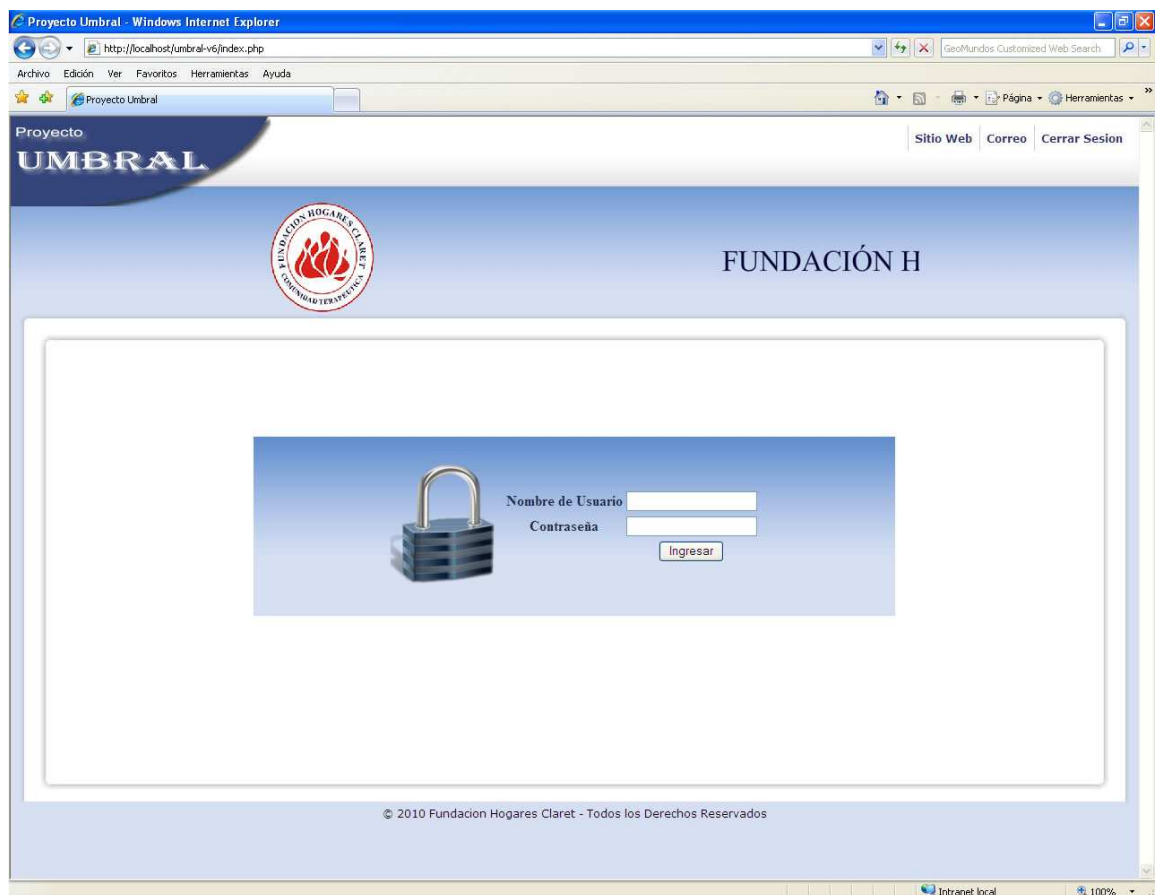 Proyecto Umbral - Windows Internet Explorer
http://localhost/umbral-v6/index.php
GeoMundos Customized Web Search
Archivo Edición Ver Favoritos Herramientas Ayuda
Proyecto Umbral
Página
Herramientas
Proyecto
UMBRAL
Sitio Web
Correo
Cerrar Sesion
FUNDACION HOGARES CLARET
COMUNIDAD TERAPEUTICA
FUNDACIÓN H
Nombre de Usuario
Contraseña
Ingresar
© 2010 Fundacion Hogares Claret - Todos los Derechos Reservados
Intranet local
100%